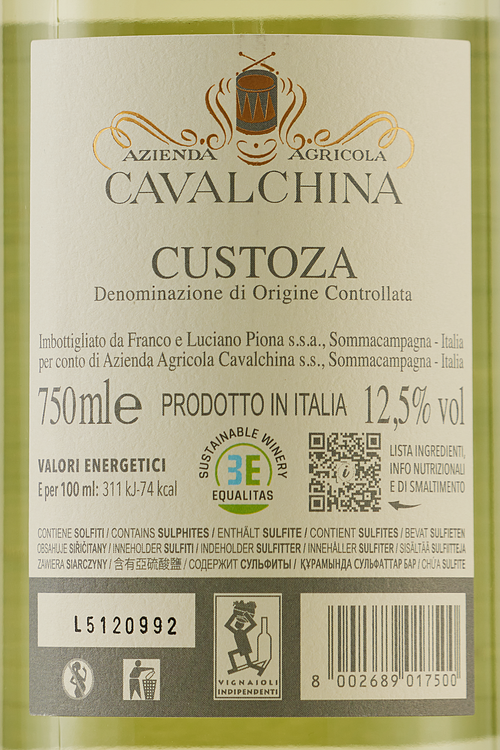 AZIENDA AGRICOLA
CAVALCHINA
CUSTOZA
Denominazione di Origine Controllata
Imbottigliato da Franco e Luciano Piona s.s.a., Sommacampagna - Italia
per conto di Azienda Agricola Cavalchina s.s., Sommacampagna - Italia
750ml e PRODOTTO IN ITALIA 12,5% vol
VALORI ENERGETICI
E per 100 ml: 311 kJ-74 kcal
SUSTAINABLE WINERY
3E
EQUALITAS
i
LISTA INGREDIENTI,
INFO NUTRIZIONALI
E DI SMALTIMENTO
CONTIENE SOLFITI / CONTAINS SULPHITES / ENTHÄLT SULFITE / CONTIENT SULFITES / BEVAT SULFIETEN
OBSAHUJE SIŘIČITANY / INNEHOLDER SULFITI / INDEHOLDER SULFITTER / INNEHÅLLER SULFITER / SISÄLTÄÄ SULFIITTEJA
ZAWIERA SIARCZYNY / 含有亞硫酸鹽 / СОДЕРЖИТ СУЛЬФИТЫ / ҚҰРАМЫНДА СУЛЬФАТТАР БАР / CHỨA SULFITE
L5120992
VIGNAIOLI
INDIPENDENTI
8 002689 017500